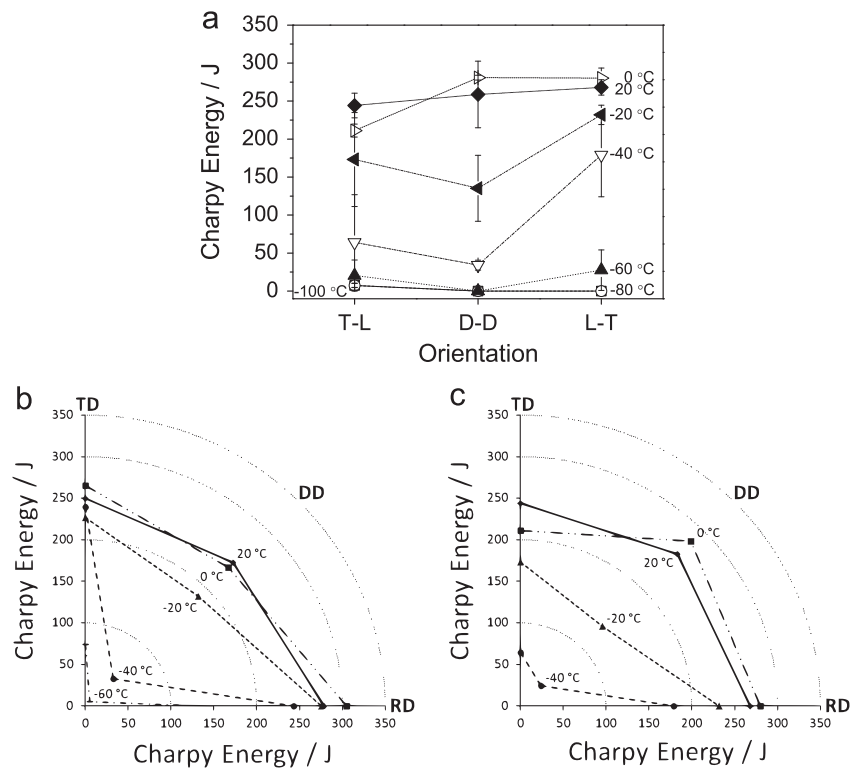 a
350
300
250
200
150
100
50
0
Charpy Energy / J
0 °C
20 °C
-20 °C
-40 °C
-60 °C
-80 °C
-100 °C
T-L D-D L-T
Orientation
b
TD
350
300
250
200
150
100
50
0
Charpy Energy / J
DD
20 °C
0 °C
-20 °C
-40 °C
-60 °C
RD
0 50 100 150 200 250 300 350
Charpy Energy / J
c
TD
350
300
250
200
150
100
50
0
Charpy Energy / J
DD
0 °C
20 °C
-20 °C
-40 °C
RD
0 50 100 150 200 250 300 350
Charpy Energy / J